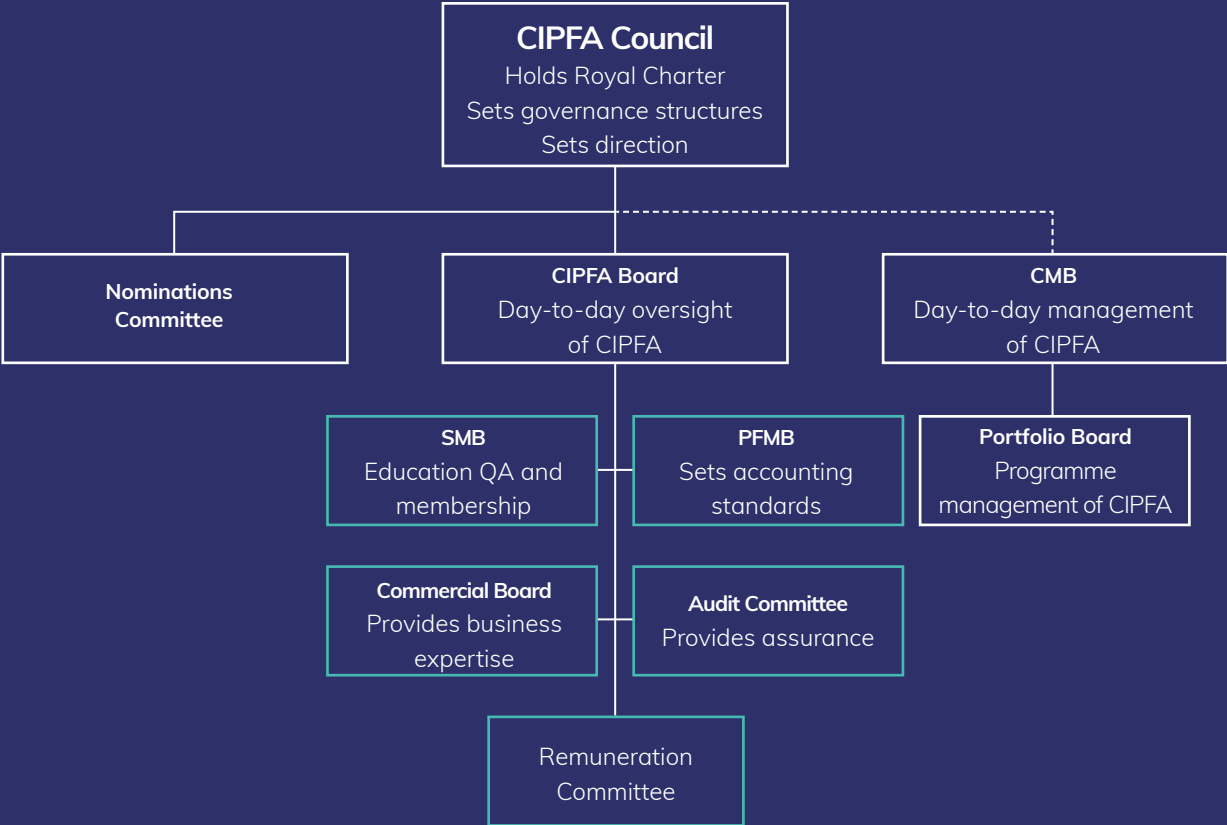 CIPFA Council
Holds Royal Charter
Sets governance structures
Sets direction
Nominations
Committee
CIPFA Board
Day-to-day oversight
of CIPFA
CMB
Day-to-day management
of CIPFA
SMB
Education QA and
membership
PFMB
Sets accounting
standards
Portfolio Board
Programme
management of CIPFA
Commercial Board
Provides business
expertise
Audit Committee
Provides assurance
Remuneration
Committee